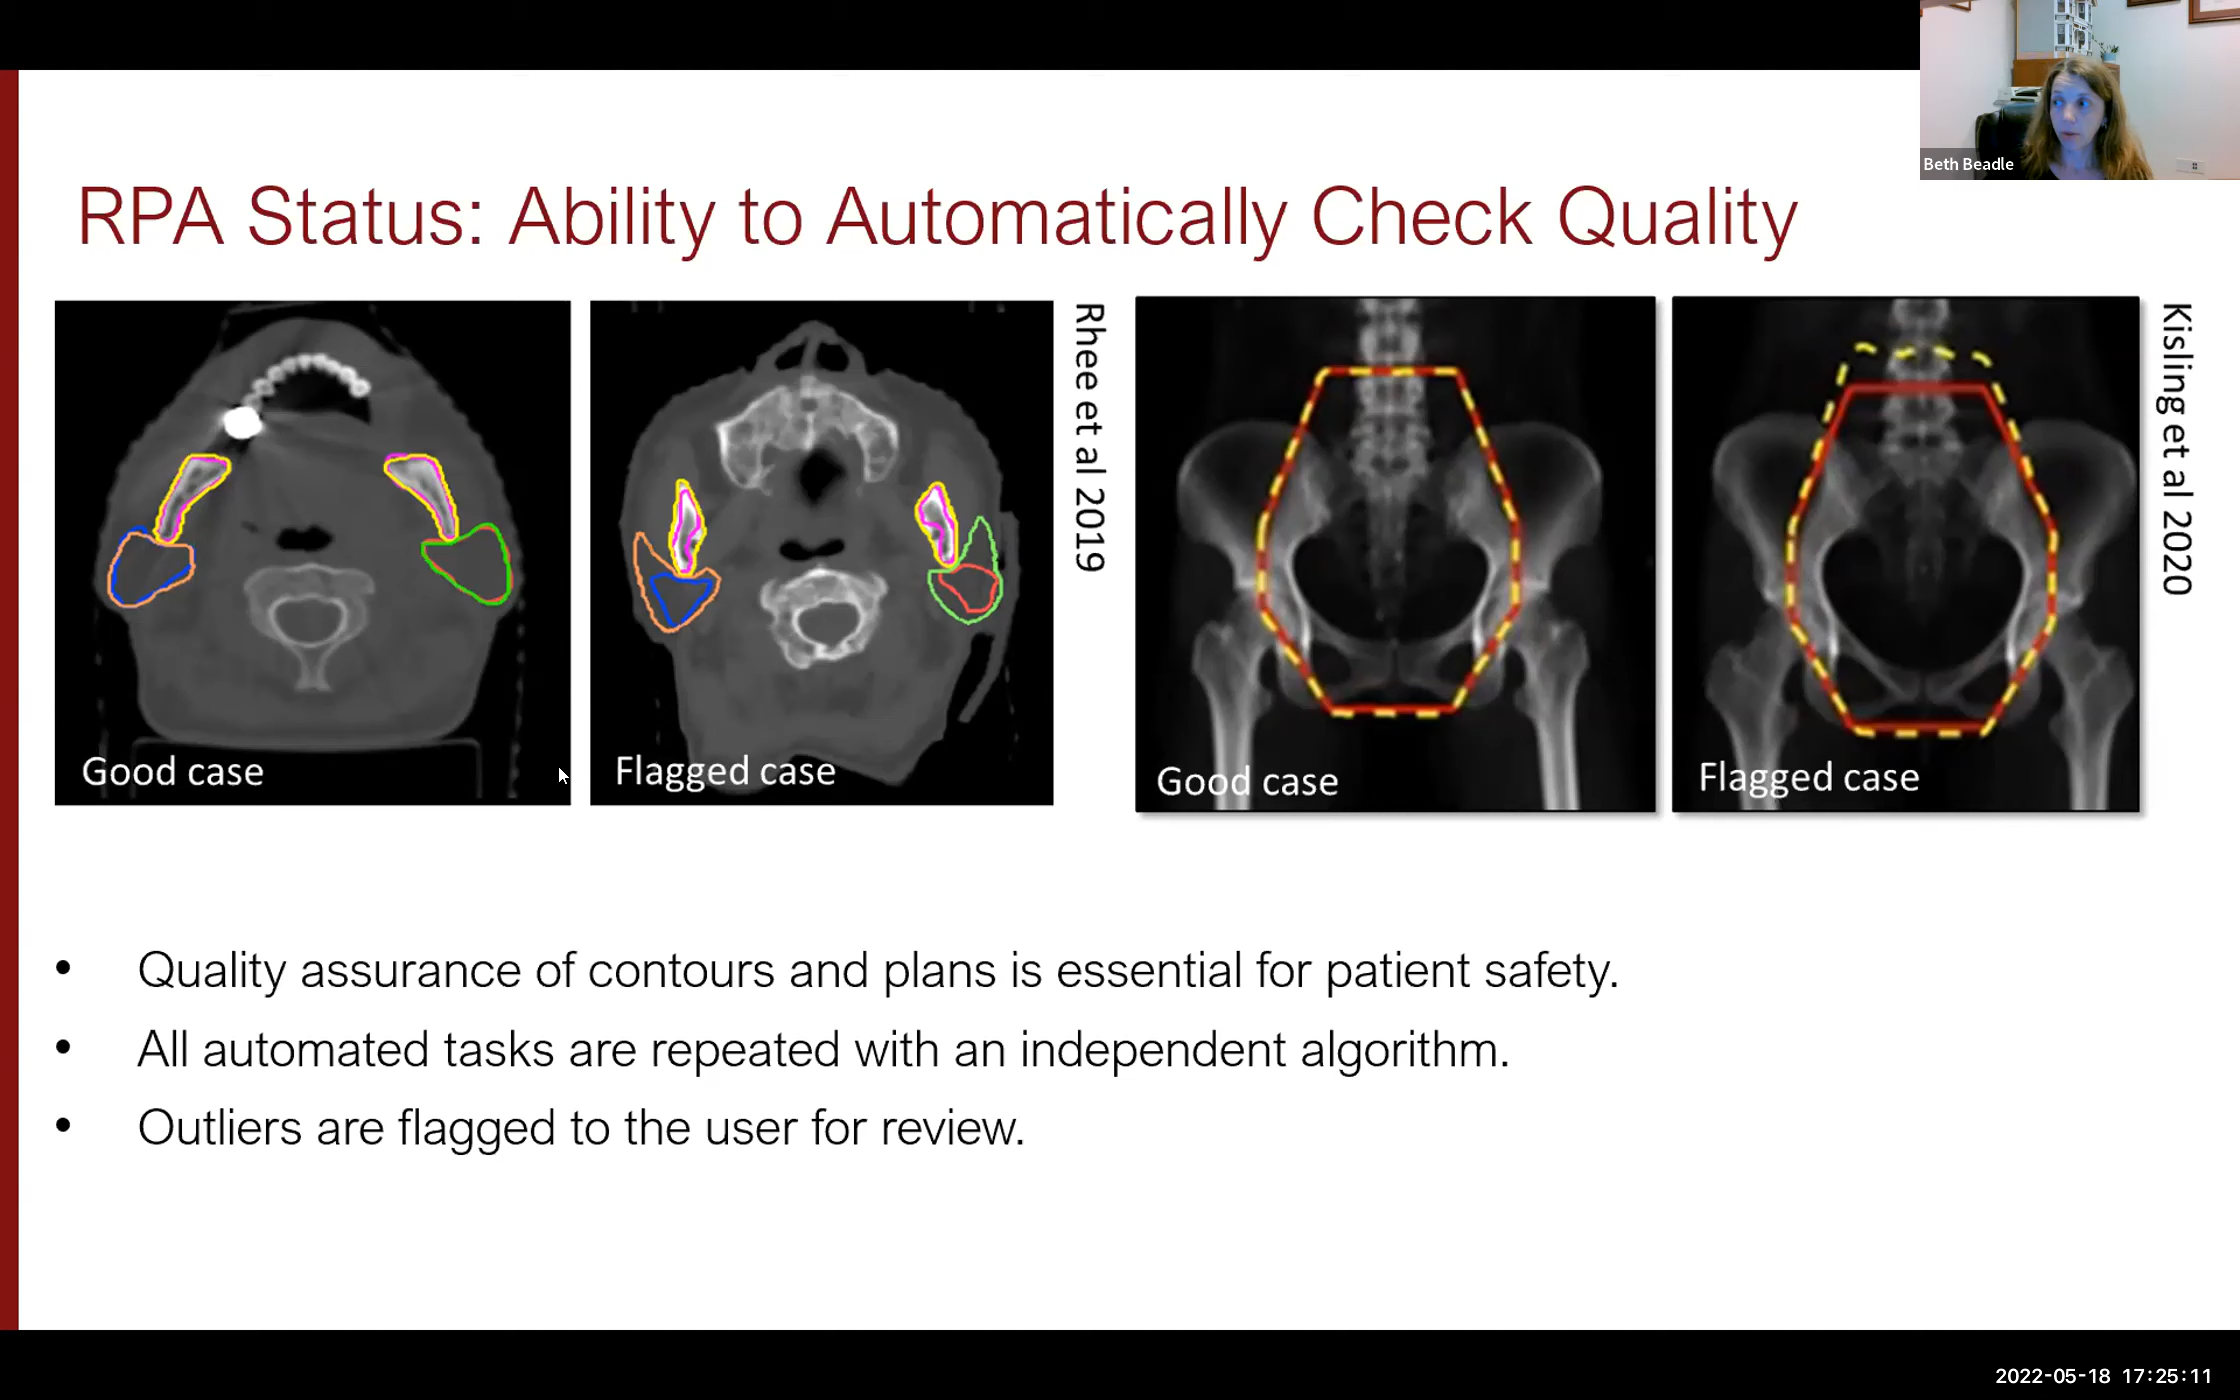 Beth Beadle
RPA Status: Ability to Automatically Check Quality
Good case
Flagged case
Rhee et al 2019
Good case
Flagged case
Kisling et al 2020
• Quality assurance of contours and plans is essential for patient safety.
• All automated tasks are repeated with an independent algorithm.
• Outliers are flagged to the user for review.
2022-05-18 17:25:11